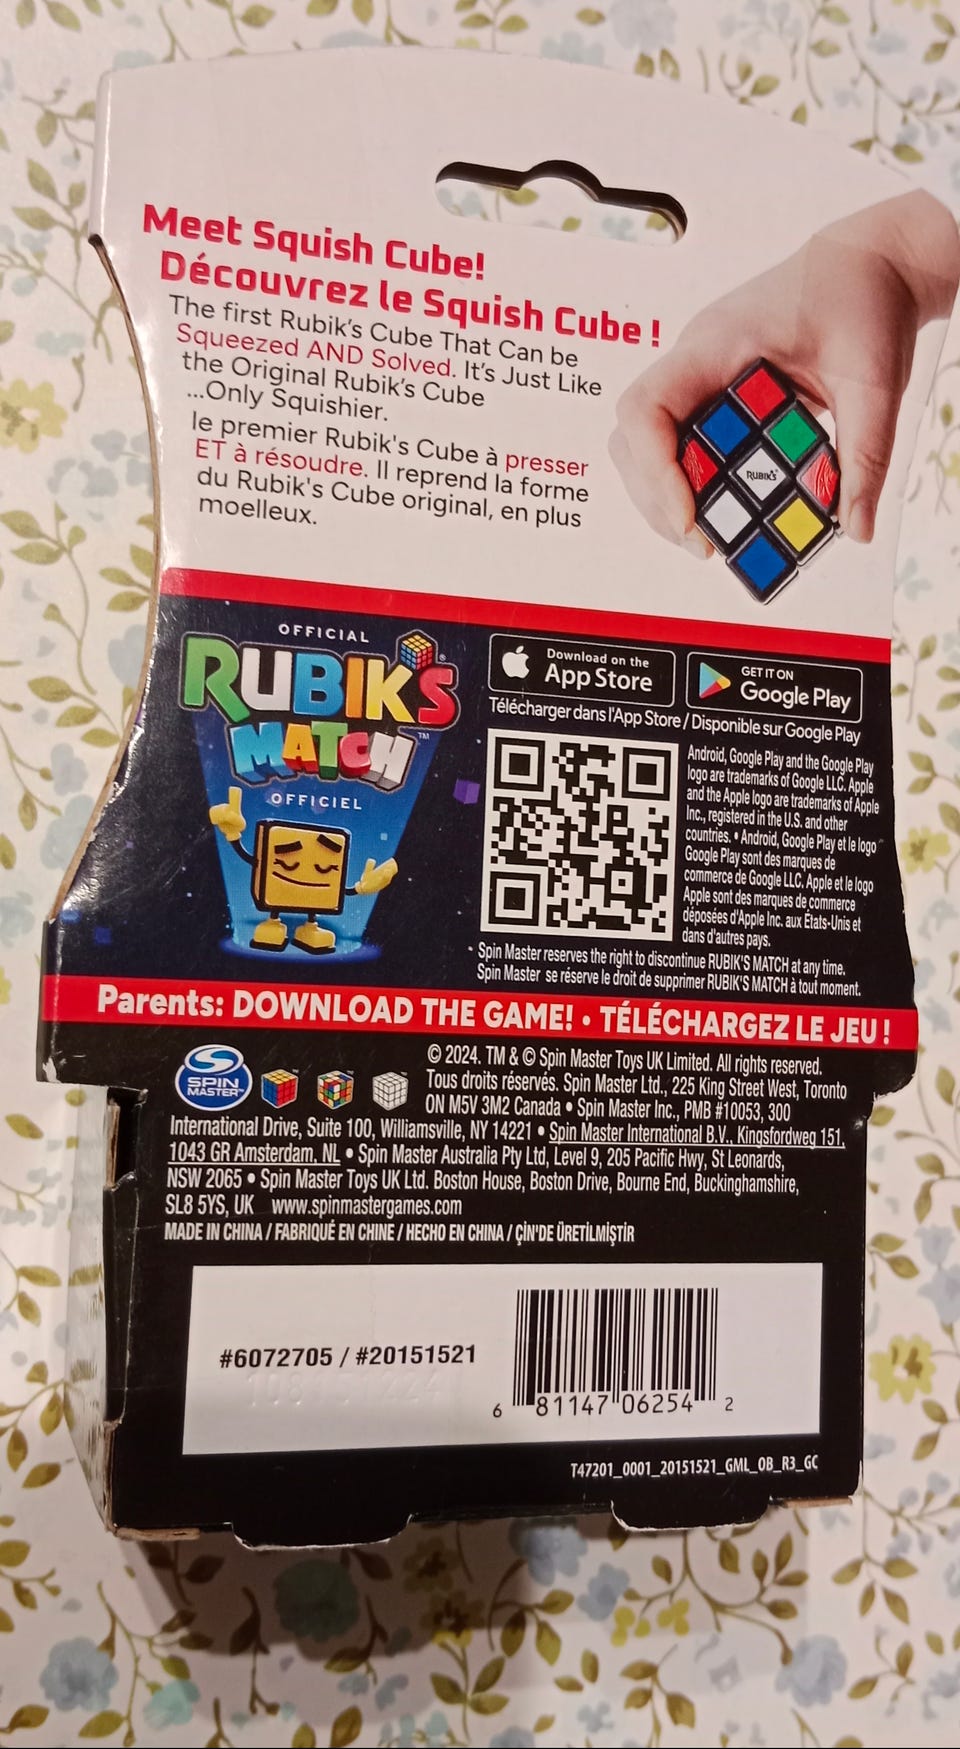 Meet Squish Cube!
Découvrez le Squish Cube !
The first Rubik's Cube That Can be
Squeezed AND Solved. It's Just Like
the Original Rubik's Cube
...Only Squishier.
le premier Rubik's Cube à presser
ET à résoudre. Il reprend la forme
du Rubik's Cube original, en plus
moelleux.
RUBIK'S
OFFICIAL
RUBIK'S
MATCH™
OFFICIEL
Download on the
App Store
GET IT ON
Google Play
Télécharger dans l'App Store / Disponible sur Google Play
Android, Google Play and the Google Play
logo are trademarks of Google LLC. Apple
and the Apple logo are trademarks of Apple
Inc., registered in the U.S. and other
countries. • Android, Google Play et le logo
Google Play sont des marques de
commerce de Google LLC. Apple et le logo
Apple sont des marques de commerce
déposées d'Apple Inc. aux États-Unis et
dans d'autres pays.
* Spin Master reserves the right to discontinue RUBIK'S MATCH at any time.
Spin Master se réserve le droit de supprimer RUBIK'S MATCH à tout moment.
Parents: DOWNLOAD THE GAME! • TÉLÉCHARGEZ LE JEU !
SPIN
MASTER
© 2024. TM & © Spin Master Toys UK Limited. All rights reserved.
Tous droits réservés. Spin Master Ltd., 225 King Street West, Toronto
ON M5V 3M2 Canada • Spin Master Inc., PMB #10053, 300
International Drive, Suite 100, Williamsville, NY 14221 • Spin Master International B.V., Kingsfordweg 151,
1043 GR Amsterdam, NL • Spin Master Australia Pty Ltd, Level 9, 205 Pacific Hwy, St Leonards,
NSW 2065 • Spin Master Toys UK Ltd. Boston House, Boston Drive, Bourne End, Buckinghamshire,
SL8 5YS, UK www.spinmastergames.com
MADE IN CHINA / FABRIQUÉ EN CHINE / HECHO EN CHINA / ÇİN'DE ÜRETİLMİŞTİR
#6072705 / #20151521
6 81147 06254 2
T47201_0001_20151521_GML_OB_R3_GC